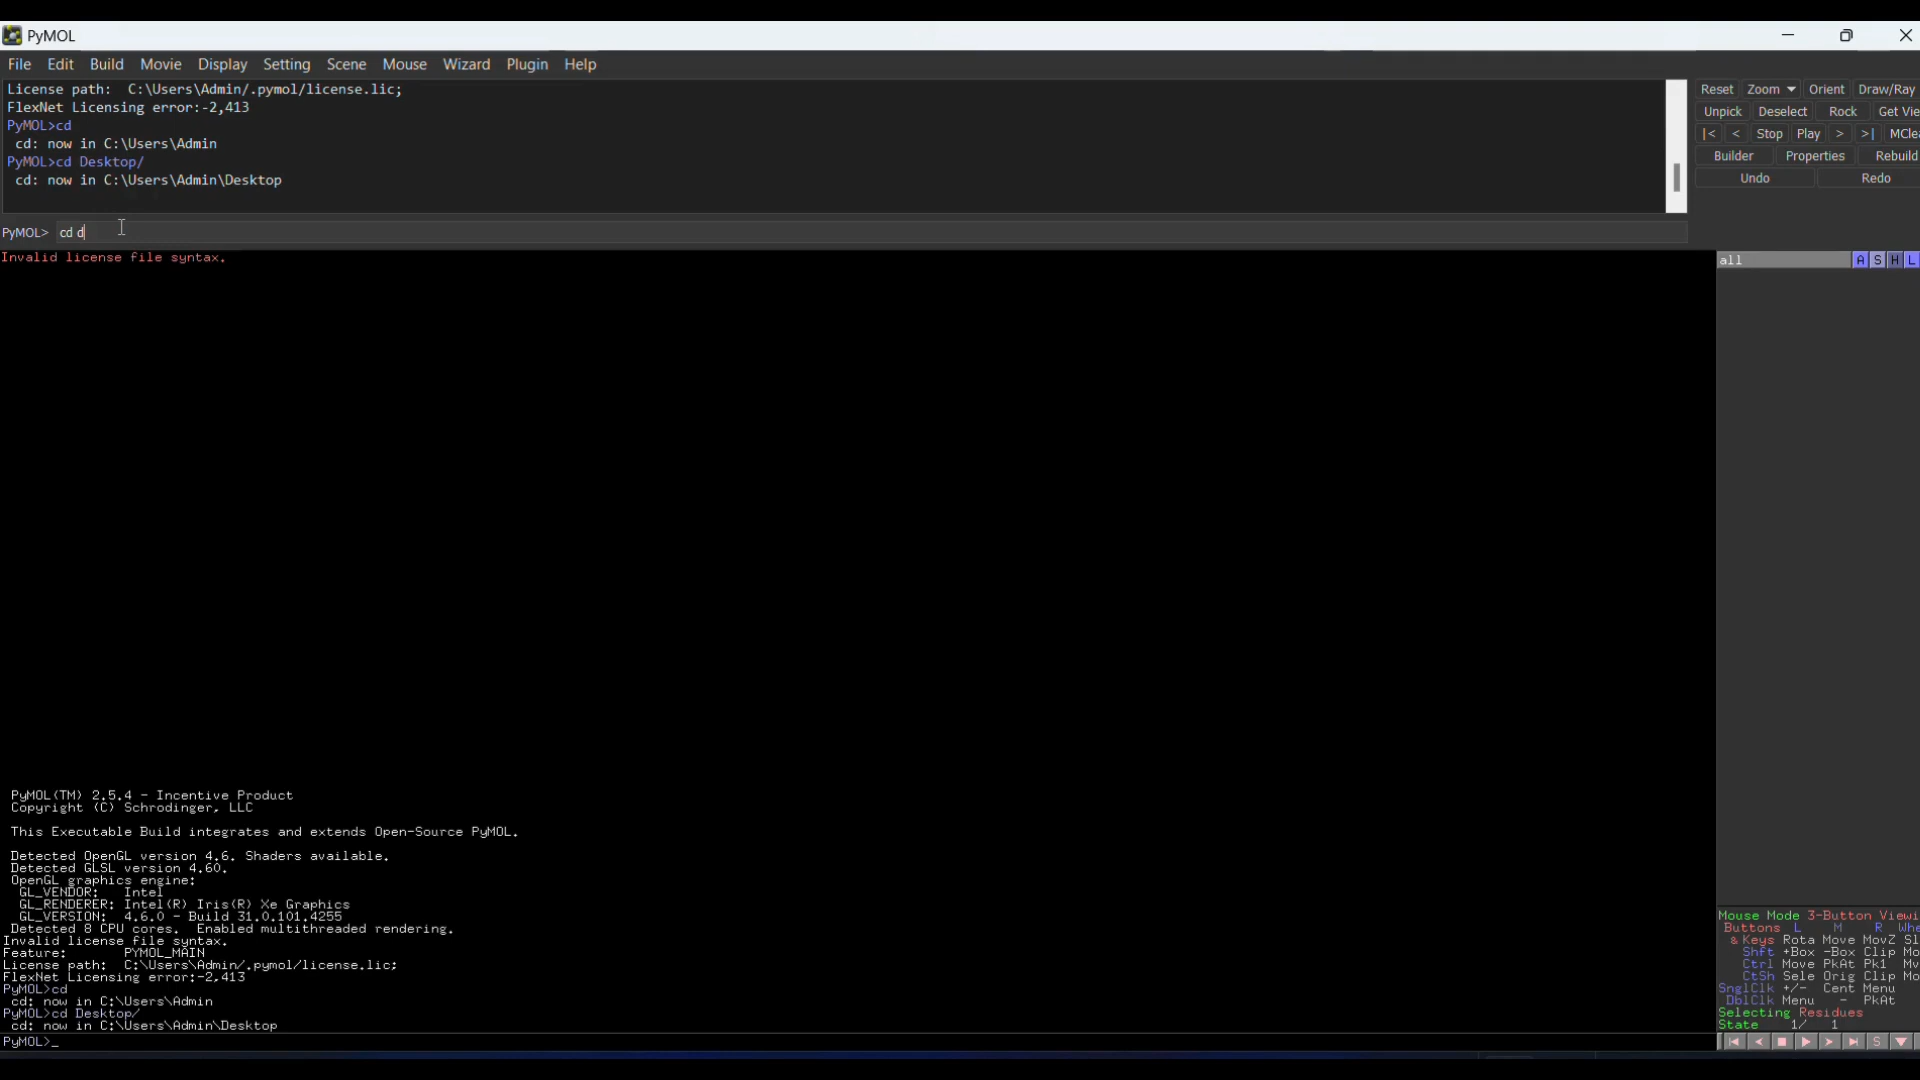 PyMOL
File Edit Build Movie Display Setting Scene Mouse Wizard Plugin Help
License path:  C:\Users\Admin/.pymol/license.lic;
FlexNet Licensing error:-2,413
PyMOL>cd
cd: now in C:\Users\Admin
PyMOL>cd Desktop/
cd: now in C:\Users\Admin\Desktop
Reset Zoom Orient Draw/Ray
Unpick Deselect Rock Get Vie
|< < Stop Play > >| MClea
Builder Properties Rebuild
Undo Redo
PyMOL> cd d
Invalid license file syntax.
all A S H L
PyMOL(TM) 2.5.4 - Incentive Product
Copyright (C) Schrodinger, LLC
This Executable Build integrates and extends Open-Source PyMOL.
Detected OpenGL version 4.6. Shaders available.
Detected GLSL version 4.60.
OpenGL graphics engine:
GL_VENDOR:   Intel
GL_RENDERER: Intel(R) Iris(R) Xe Graphics
GL_VERSION:  4.6.0 - Build 31.0.101.4255
Detected 8 CPU cores.  Enabled multithreaded rendering.
Invalid license file syntax.
Feature:       PYMOL_MAIN
License path:  C:\Users\Admin/.pymol/license.lic;
FlexNet Licensing error:-2,413
PyMOL>cd
cd: now in C:\Users\Admin
PyMOL>cd Desktop/
cd: now in C:\Users\Admin\Desktop
PyMOL>_
Mouse Mode 3-Button Viewi
Buttons L M R Whe
& Keys Rota Move MovZ Sl
Shft +Box -Box Clip Mo
Ctrl Move PkAt Pk1 Mv
CtSh Sele Orig Clip Mo
SnglClk +/- Cent Menu
DblClk Menu - PkAt
Selecting Residues
State 1/ 1
S